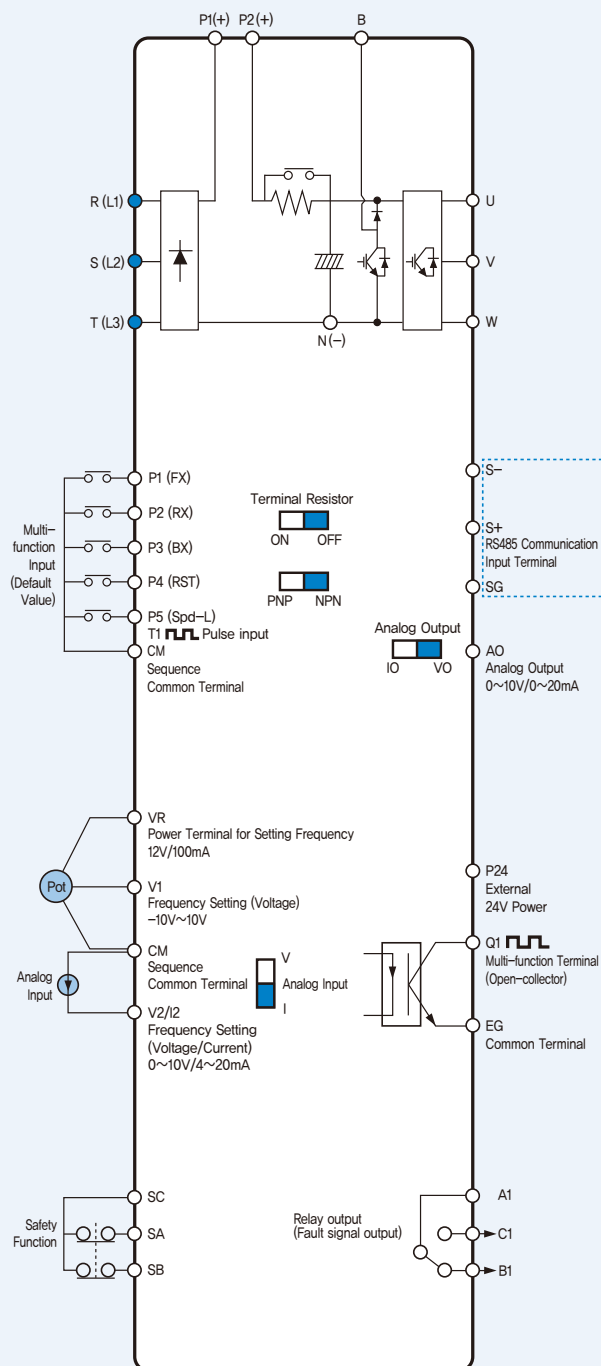 P1(+) P2(+) B
R (L1)
S (L2)
T (L3)
U
V
W
N(−)
Multi-
function
Input
(Default
Value)
P1 (FX)
P2 (RX)
P3 (BX)
P4 (RST)
P5 (Spd-L)
T1 Pulse input
CM
Sequence
Common Terminal
Terminal Resistor
ON OFF
PNP NPN
Analog Output
IO VO
S−
S+
RS485 Communication
Input Terminal
SG
AO
Analog Output
0~10V/0~20mA
Pot
VR
Power Terminal for Setting Frequency
12V/100mA
V1
Frequency Setting (Voltage)
−10V~10V
CM
Sequence
Common Terminal
Analog
Input
V2/I2
Frequency Setting
(Voltage/Current)
0~10V/4~20mA
V
Analog Input
I
P24
External
24V Power
Q1
Multi-function Terminal
(Open-collector)
EG
Common Terminal
Safety
Function
SC
SA
SB
Relay output
(Fault signal output)
A1
C1
B1